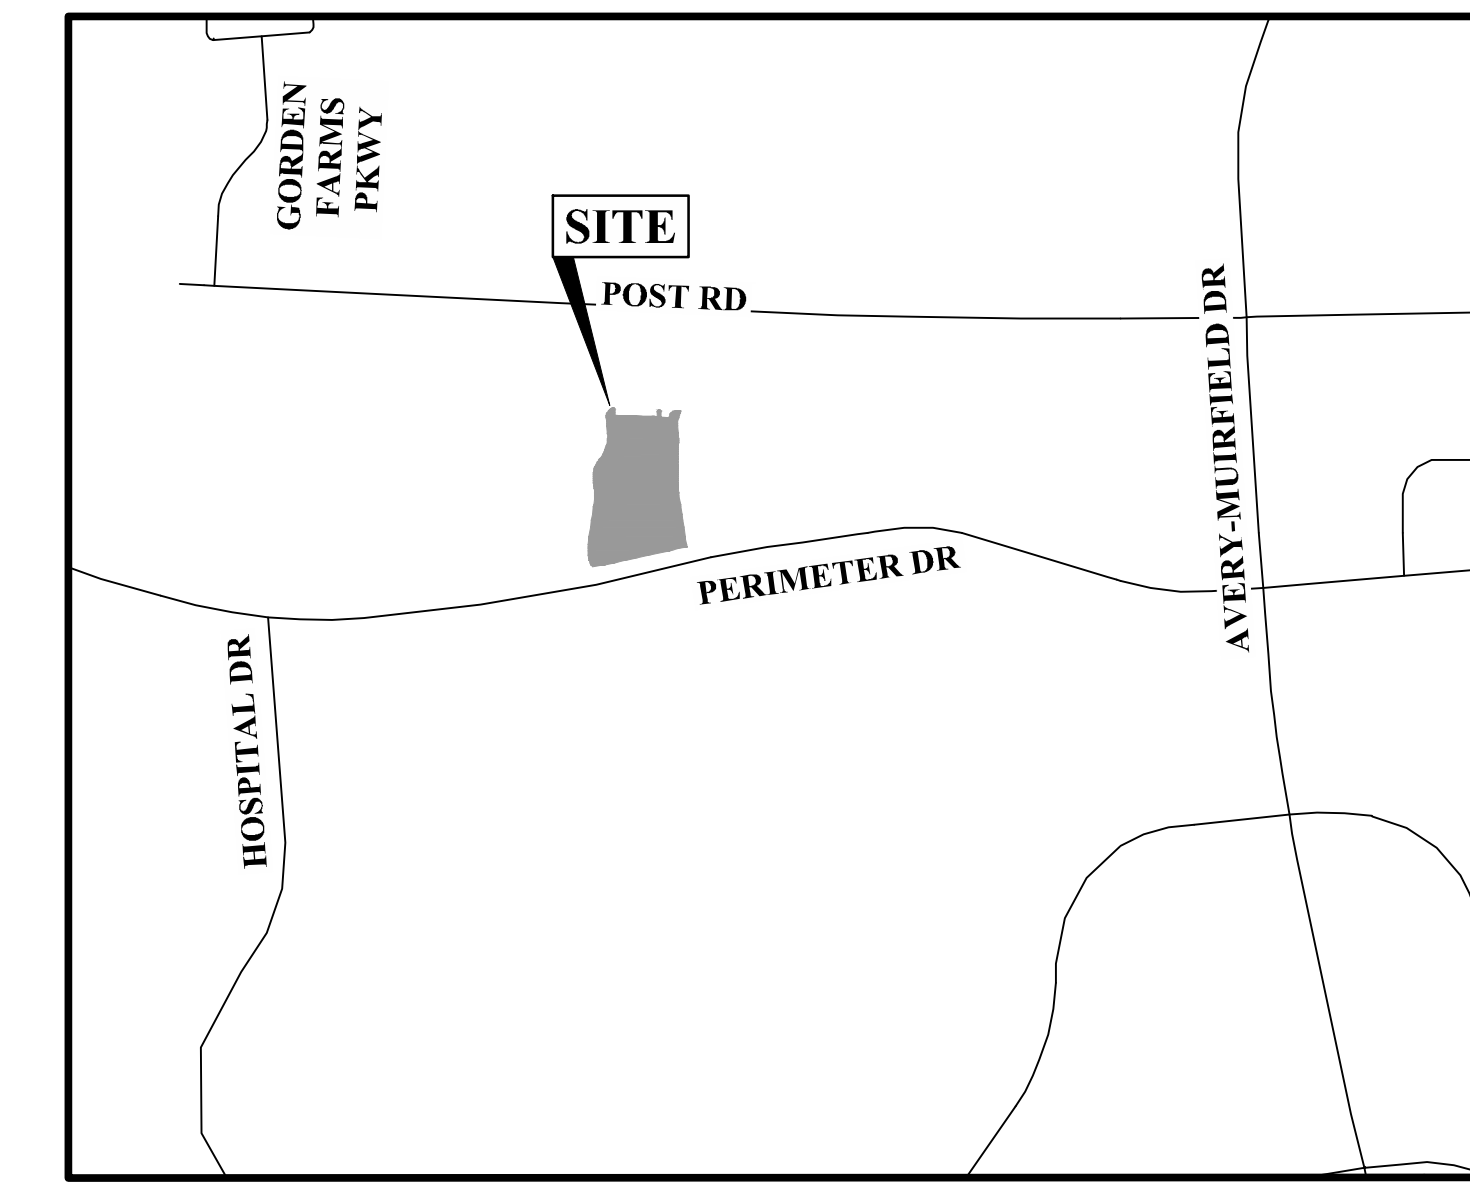 GORDEN
FARMS
PKWY
SITE
POST RD
AVERY-MUIRFIELD DR
PERIMETER DR
HOSPITAL DR